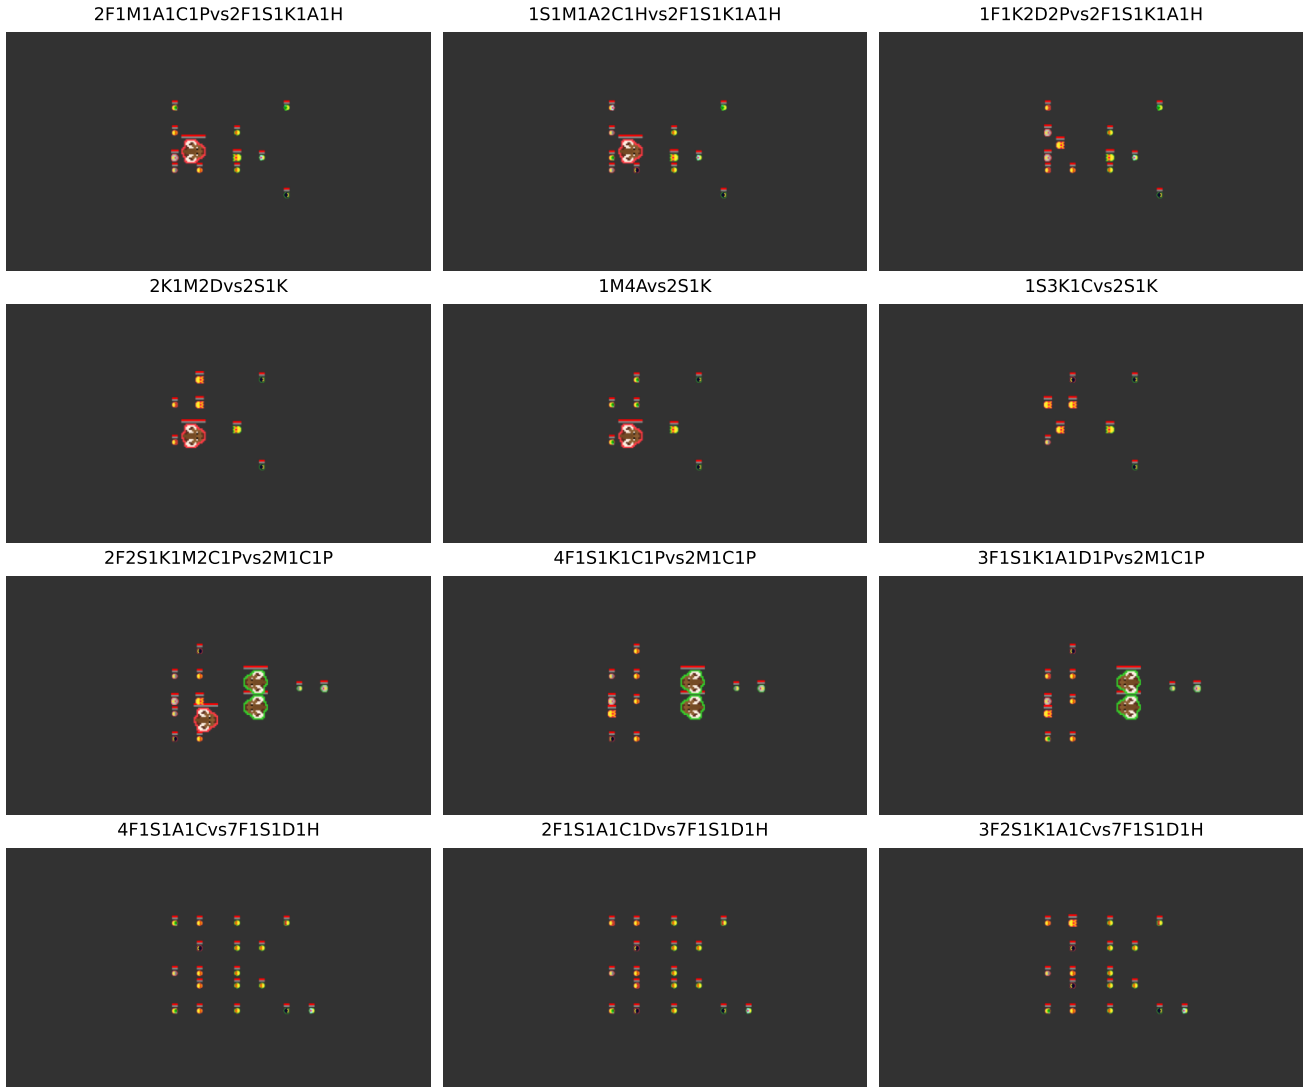 2F1M1A1C1Pvs2F1S1K1A1H
1S1M1A2C1Hvs2F1S1K1A1H
1F1K2D2Pvs2F1S1K1A1H
2K1M2Dvs2S1K
1M4Avs2S1K
1S3K1Cvs2S1K
2F2S1K1M2C1Pvs2M1C1P
4F1S1K1C1Pvs2M1C1P
3F1S1K1A1D1Pvs2M1C1P
4F1S1A1Cvs7F1S1D1H
2F1S1A1C1Dvs7F1S1D1H
3F2S1K1A1Cvs7F1S1D1H